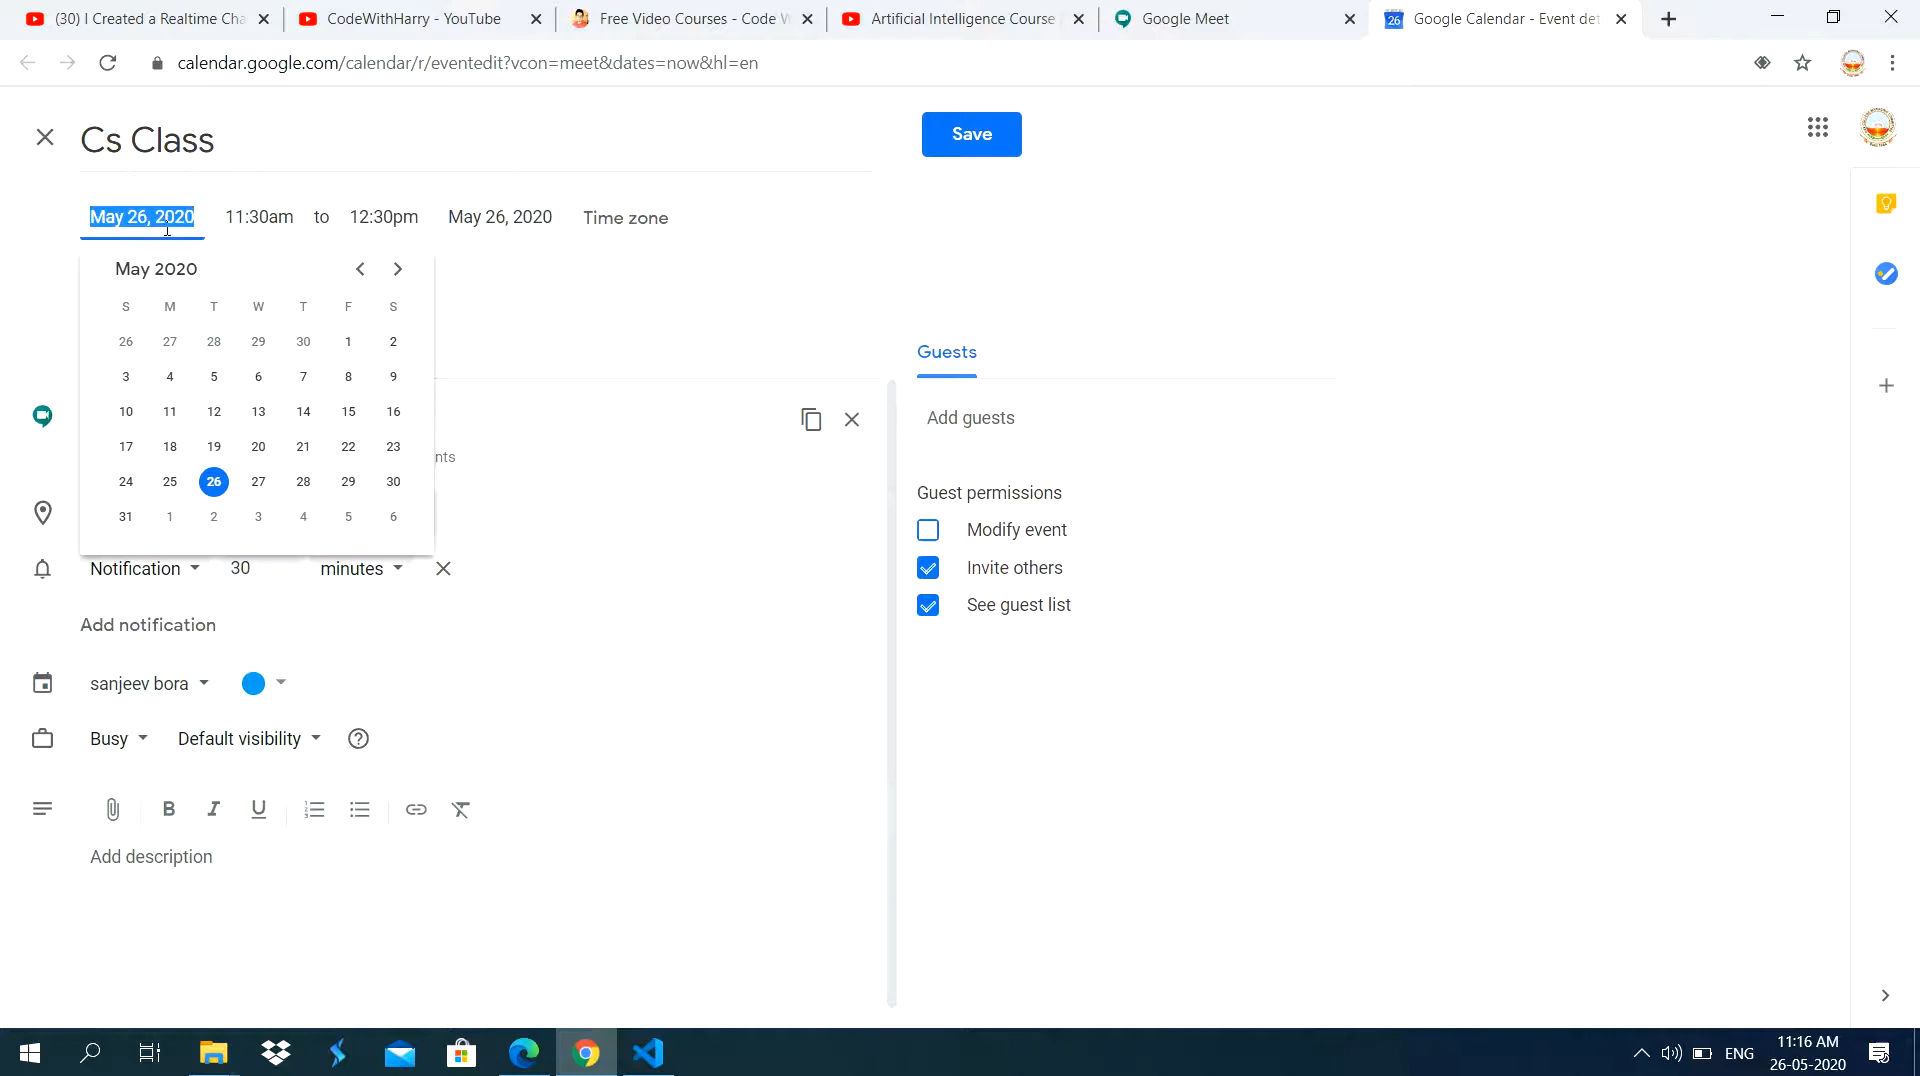 (30) I Created a Realtime Cha
CodeWithHarry - YouTube
Free Video Courses - Code W
Artificial Intelligence Course
Google Meet
26
Google Calendar - Event det
calendar.google.com/calendar/r/eventedit?vcon=meet&dates=now&hl=en
Cs Class
Save
May 26, 2020 11:30am to 12:30pm May 26, 2020 Time zone
May 2020
S M T W T F S
26 27 28 29 30 1 2
3 4 5 6 7 8 9
10 11 12 13 14 15 16
17 18 19 20 21 22 23
24 25 26 27 28 29 30
31 1 2 3 4 5 6
nts
Guests
Add guests
Guest permissions
Modify event
Invite others
See guest list
Notification 30 minutes
Add notification
sanjeev bora
Busy Default visibility
B I U
Add description
ENG
11:16 AM
26-05-2020